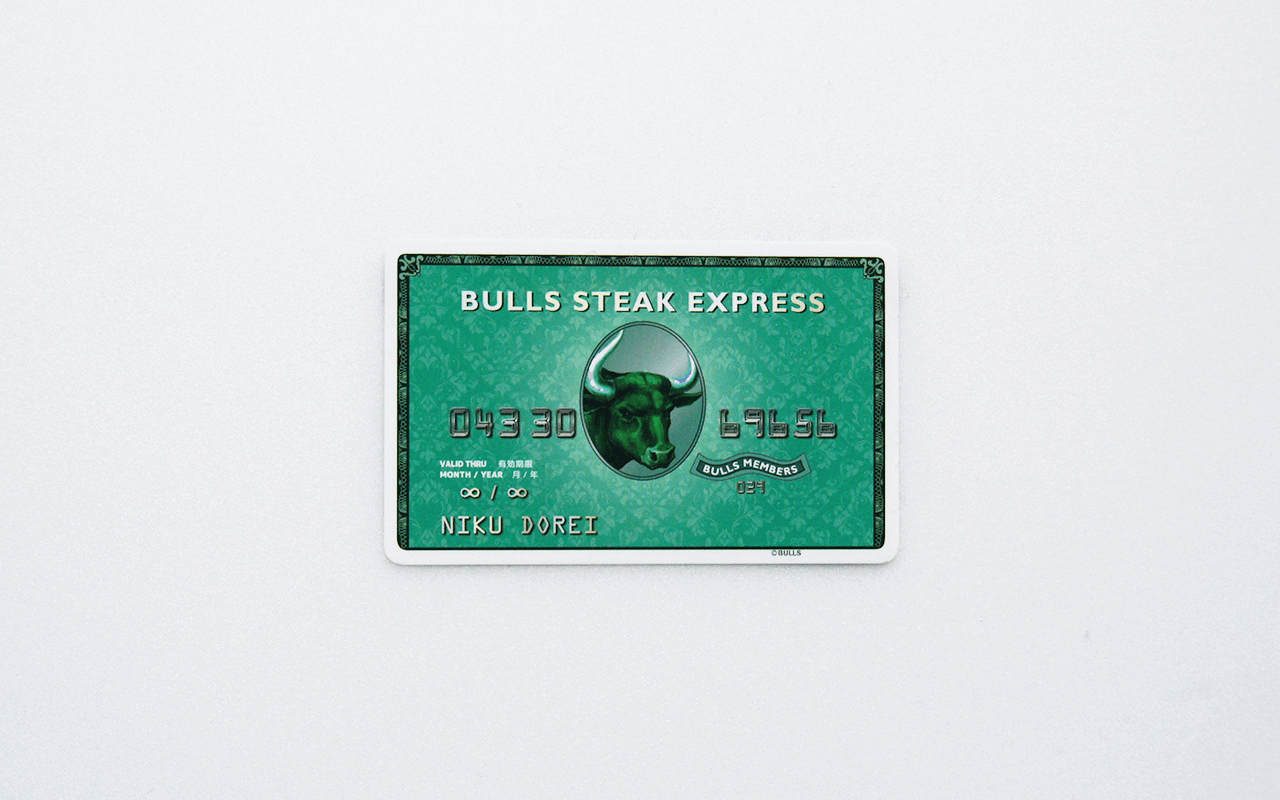 BULLS STEAK EXPRESS
04330 69656
VALID THRU 有効期限
MONTH / YEAR 月 / 年
∞ / ∞
BULLS MEMBERS
029
NIKU DOREI
©BULLS